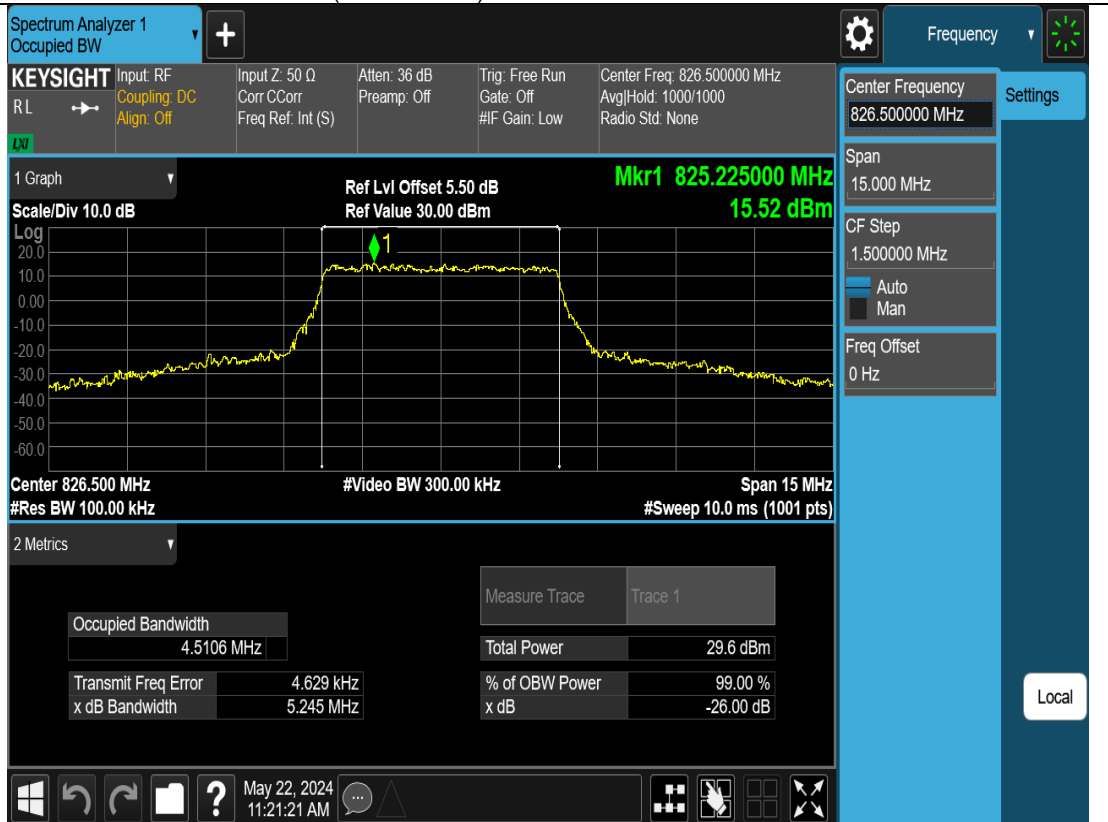 Spectrum Analyzer 1
Occupied BW
+
Frequency
KEYSIGHT
RL
LXI
Input: RF
Coupling: DC
Align: Off
Input Z: 50 Ω
Corr CCorr
Freq Ref: Int (S)
Atten: 36 dB
Preamp: Off
Trig: Free Run
Gate: Off
#IF Gain: Low
Center Freq: 826.500000 MHz
Avg|Hold: 1000/1000
Radio Std: None
Center Frequency
826.500000 MHz
Settings
Span
15.000 MHz
CF Step
1.500000 MHz
Auto
Man
Freq Offset
0 Hz
1 Graph
Scale/Div 10.0 dB
Ref Lvl Offset 5.50 dB
Ref Value 30.00 dBm
Mkr1 825.225000 MHz
15.52 dBm
Log
20.0
10.0
0.00
-10.0
-20.0
-30.0
-40.0
-50.0
-60.0
1
Center 826.500 MHz
#Res BW 100.00 kHz
#Video BW 300.00 kHz
Span 15 MHz
#Sweep 10.0 ms (1001 pts)
2 Metrics
Measure Trace Trace 1
Occupied Bandwidth
4.5106 MHz
Total Power 29.6 dBm
Transmit Freq Error 4.629 kHz
% of OBW Power 99.00 %
x dB Bandwidth 5.245 MHz
x dB -26.00 dB
Local
?
May 22, 2024
11:21:21 AM